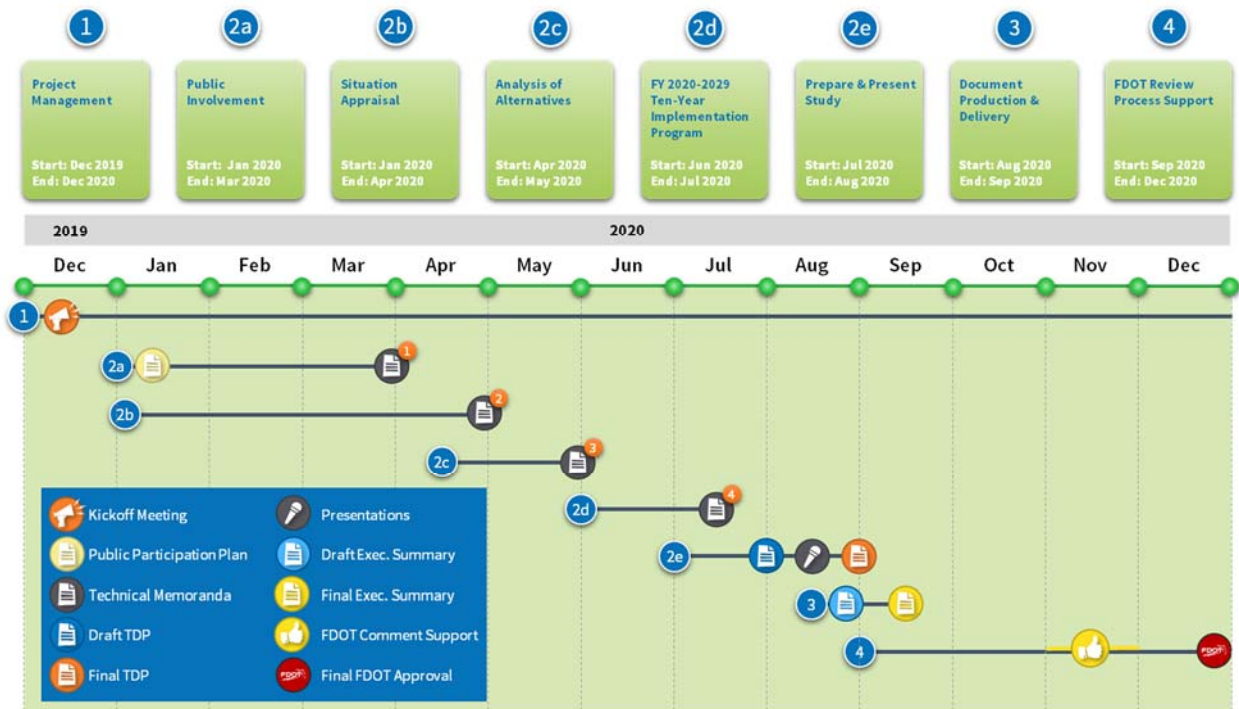 1
2a
2b
2c
2d
2e
3
4
Project
Management
Start: Dec 2019
End: Dec 2020
Public
Involvement
Start: Jan 2020
End: Mar 2020
Situation
Appraisal
Start: Jan 2020
End: Apr 2020
Analysis of
Alternatives
Start: Apr 2020
End: May 2020
FY 2020-2029
Ten-Year
Implementation
Program
Start: Jun 2020
End: Jul 2020
Prepare & Present
Study
Start: Jul 2020
End: Aug 2020
Document
Production &
Delivery
Start: Aug 2020
End: Sep 2020
FDOT Review
Process Support
Start: Sep 2020
End: Dec 2020
2019
2020
Dec
Jan
Feb
Mar
Apr
May
Jun
Jul
Aug
Sep
Oct
Nov
Dec
1
2a
1
2b
2
2c
3
2d
4
2e
3
4
FDOT
Kickoff Meeting
Public Participation Plan
Technical Memoranda
Draft TDP
Final TDP
Presentations
Draft Exec. Summary
Final Exec. Summary
FDOT Comment Support
FDOT
Final FDOT Approval